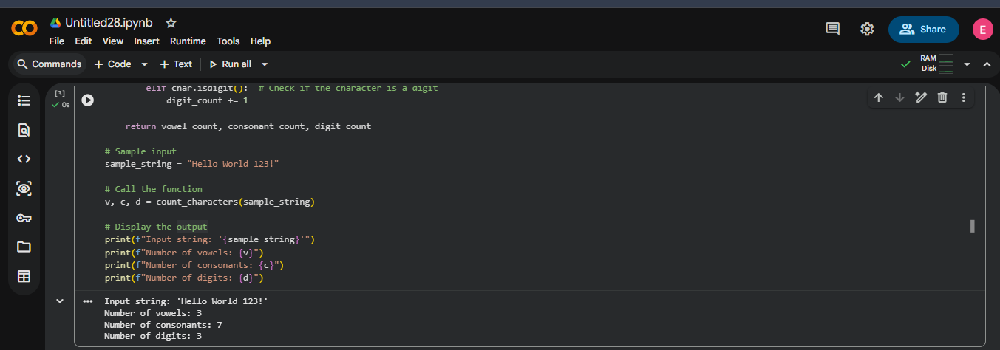 Untitled28.ipynb
File Edit View Insert Runtime Tools Help
Share
E
Commands + Code + Text Run all
RAM
Disk
[3]
0s
elif char.isdigit():  # Check if the character is a digit
digit_count += 1
return vowel_count, consonant_count, digit_count
# Sample input
sample_string = "Hello World 123!"
# Call the function
v, c, d = count_characters(sample_string)
# Display the output
print(f"Input string: '{sample_string}'")
print(f"Number of vowels: {v}")
print(f"Number of consonants: {c}")
print(f"Number of digits: {d}")
Input string: 'Hello World 123!'
Number of vowels: 3
Number of consonants: 7
Number of digits: 3